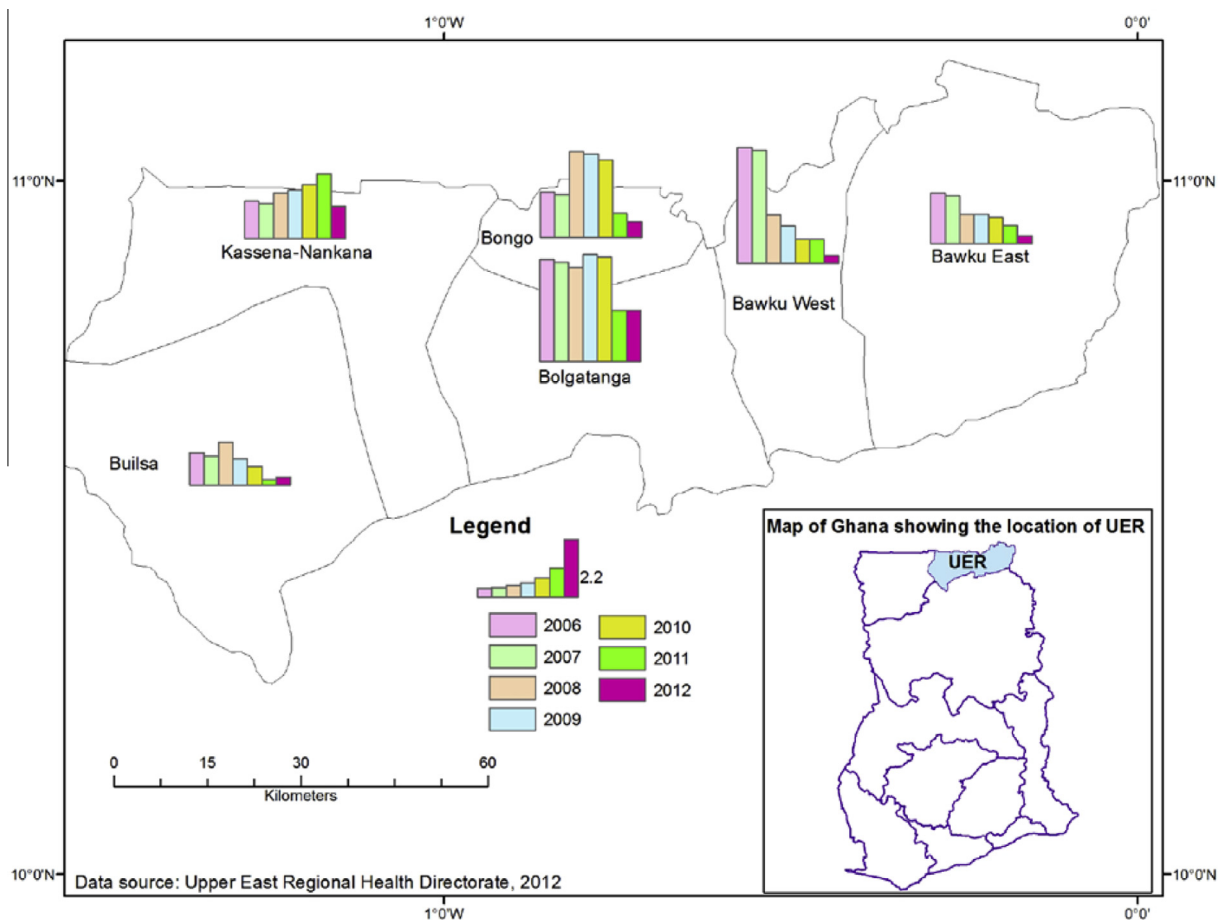 1°0'W
0°0'
11°0'N
11°0'N
Kassena-Nankana
Bongo
Bawku East
Bawku West
Bolgatanga
Builsa
Legend
2.2
2006
2010
2007
2011
2008
2012
2009
Map of Ghana showing the location of UER
UER
0
15
30
60
Kilometers
10°0'N
10°0'N
Data source: Upper East Regional Health Directorate, 2012
1°0'W
0°0'